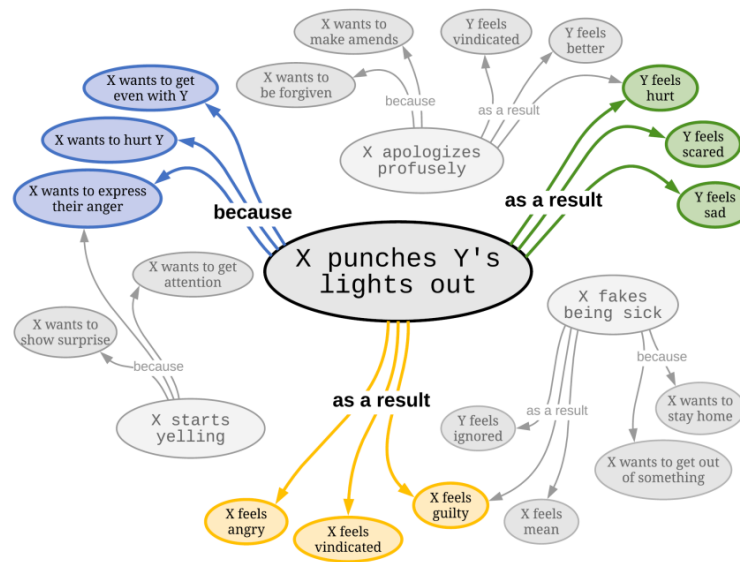 X wants to
make amends
Y feels
vindicated
Y feels
better
X wants to
be forgiven
because
as a result
X apologizes
profusely
X wants to get
even with Y
X wants to hurt Y
X wants to express
their anger
because
Y feels
hurt
Y feels
scared
Y feels
sad
as a result
X punches Y's
lights out
X wants to get
attention
X wants to
show surprise
because
X starts
yelling
X fakes
being sick
because
as a result
X wants to
stay home
X wants to get out
of something
Y feels
ignored
X feels
mean
as a result
X feels
angry
X feels
vindicated
X feels
guilty